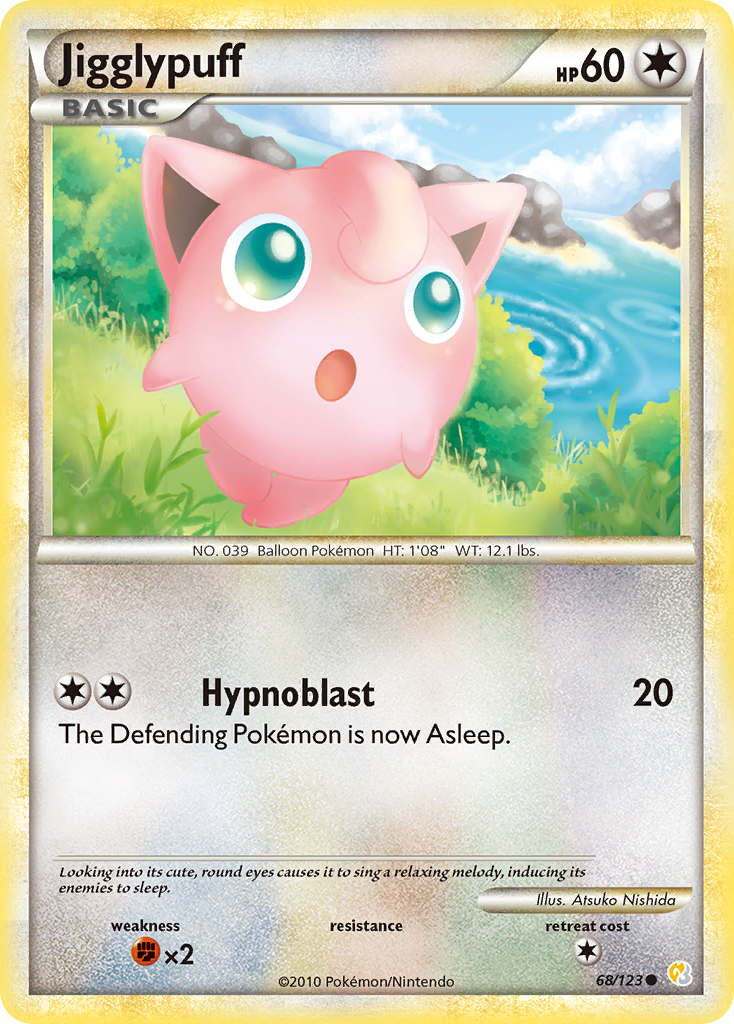 Jigglypuff
HP60
BASIC
NO. 039 Balloon Pokémon HT: 1'08" WT: 12.1 lbs.
Hypnoblast 20
The Defending Pokémon is now Asleep.
Looking into its cute, round eyes causes it to sing a relaxing melody, inducing its
enemies to sleep.
Illus. Atsuko Nishida
weakness resistance retreat cost
×2
©2010 Pokémon/Nintendo 68/123